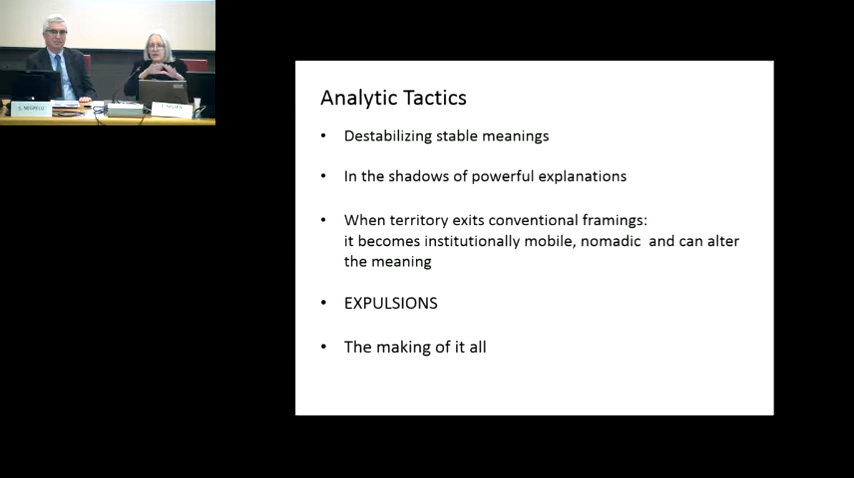 S. NEGRELLI
Analytic Tactics
• Destabilizing stable meanings
• In the shadows of powerful explanations
• When territory exits conventional framings:
it becomes institutionally mobile, nomadic and can alter
the meaning
• EXPULSIONS
• The making of it all